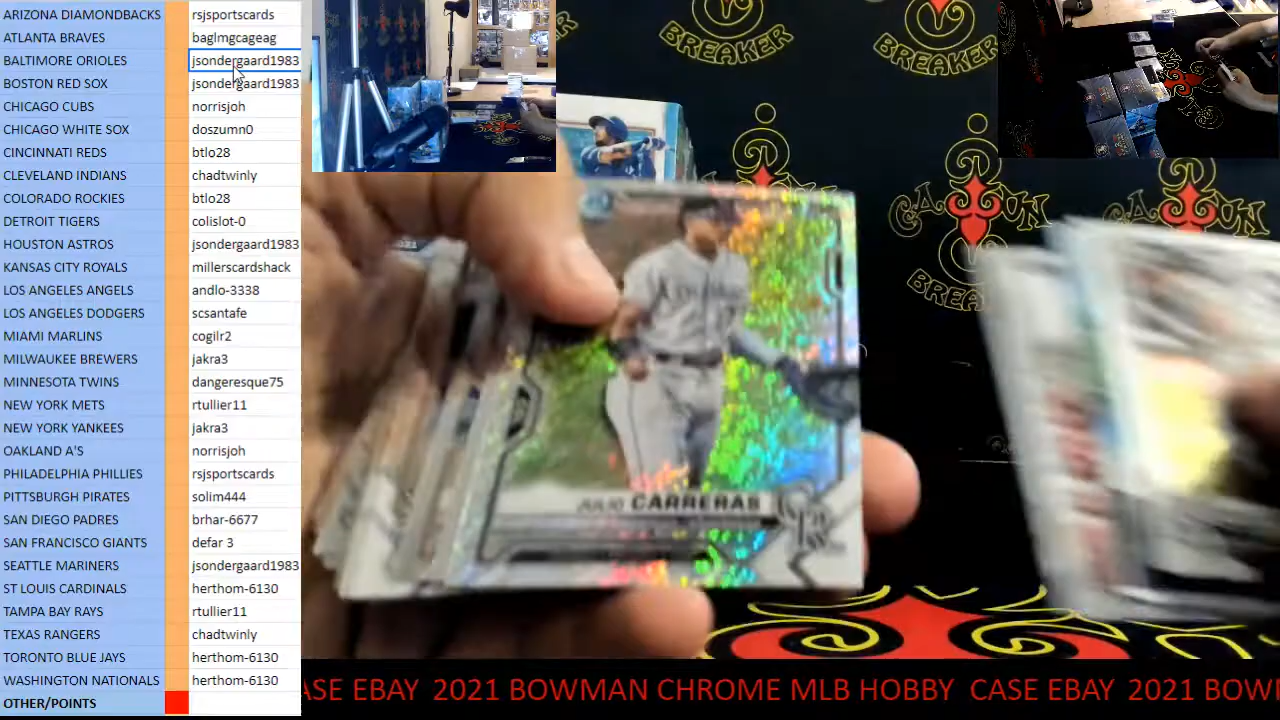 ARIZONA DIAMONDBACKS rsjsportscards
ATLANTA BRAVES baglmgcageag
BALTIMORE ORIOLES jsondergaard1983
BOSTON RED SOX jsondergaard1983
CHICAGO CUBS norrisjoh
CHICAGO WHITE SOX doszumn0
CINCINNATI REDS btlo28
CLEVELAND INDIANS chadtwinly
COLORADO ROCKIES btlo28
DETROIT TIGERS colislot-0
HOUSTON ASTROS jsondergaard1983
KANSAS CITY ROYALS millerscardshack
LOS ANGELES ANGELS andlo-3338
LOS ANGELES DODGERS scsantafe
MIAMI MARLINS cogilr2
MILWAUKEE BREWERS jakra3
MINNESOTA TWINS dangeresque75
NEW YORK METS rtullier11
NEW YORK YANKEES jakra3
OAKLAND A'S norrisjoh
PHILADELPHIA PHILLIES rsjsportscards
PITTSBURGH PIRATES solim444
SAN DIEGO PADRES brhar-6677
SAN FRANCISCO GIANTS defar 3
SEATTLE MARINERS jsondergaard1983
ST LOUIS CARDINALS herthom-6130
TAMPA BAY RAYS rtullier11
TEXAS RANGERS chadtwinly
TORONTO BLUE JAYS herthom-6130
WASHINGTON NATIONALS herthom-6130
OTHER/POINTS
BREAKER
BREAKER
CAJUN
BREA
CAJUN
JULIO CARRERAS
CR
ASE EBAY 2021 BOWMAN CHROME MLB HOBBY CASE EBAY 2021 BOW